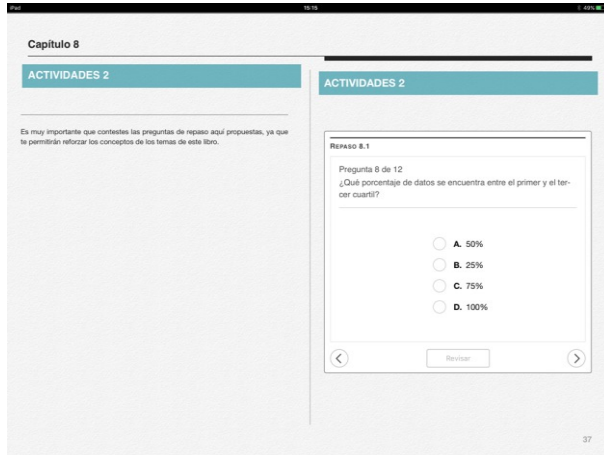 iPad
15:15
49%
Capítulo 8
ACTIVIDADES 2
Es muy importante que contestes las preguntas de repaso aquí propuestas, ya que
te permitirán reforzar los conceptos de los temas de este libro.
ACTIVIDADES 2
REPASO 8.1
Pregunta 8 de 12
¿Qué porcentaje de datos se encuentra entre el primer y el ter-
cer cuartil?
A. 50%
B. 25%
C. 75%
D. 100%
Revisar
37